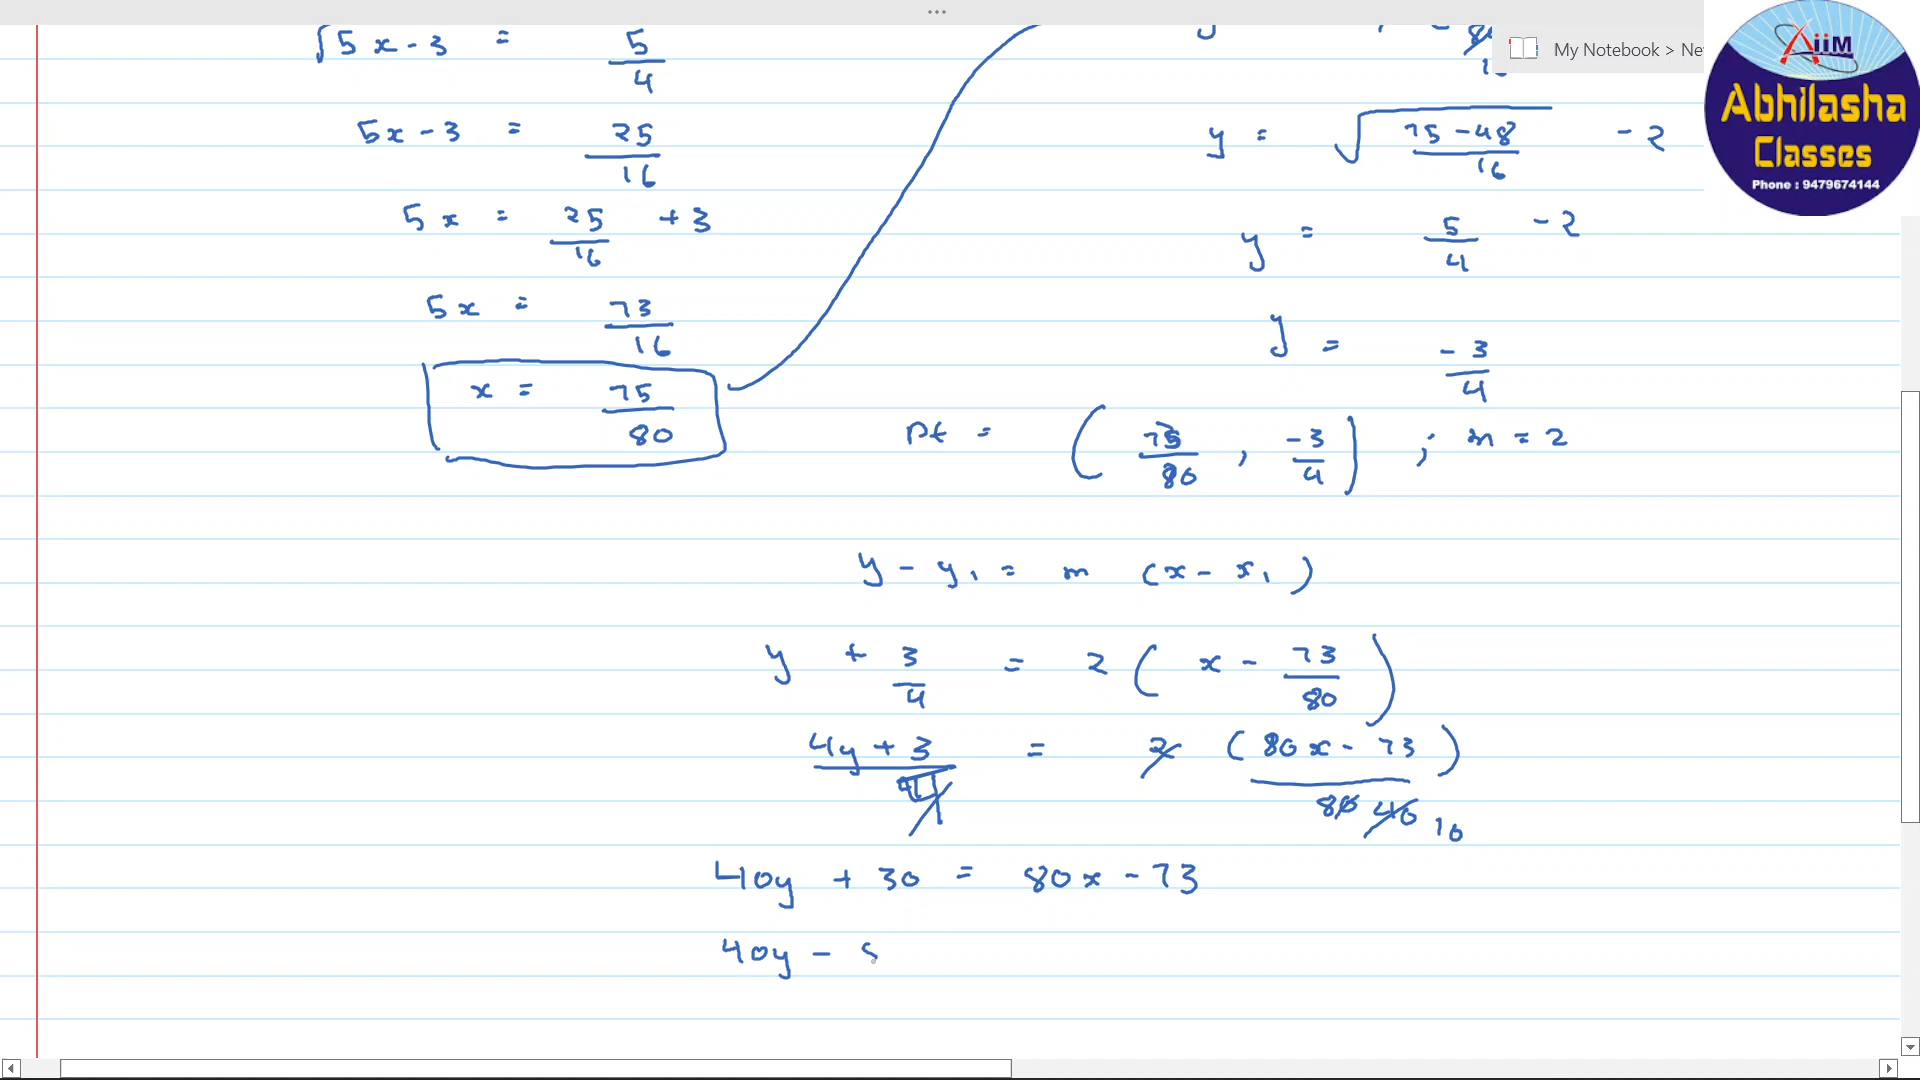 ...
My Notebook > Ne
AiiM
Abhilasha
Classes
Phone : 9479674144
√5x - 3 = 5/4
5x - 3 = 25/16
5x = 25/16 + 3
5x = 73/16
x = 75/80
y = √(75 - 48)/16 - 2
y = 5/4 - 2
y = -3/4
Pt = (73/80, -3/4) ; m = 2
y - y₁ = m (x - x₁)
y + 3/4 = 2 (x - 73/80)
4y + 3/4 = 2 (80x - 73)/80 40 10
40y + 30 = 80x - 73
40y -